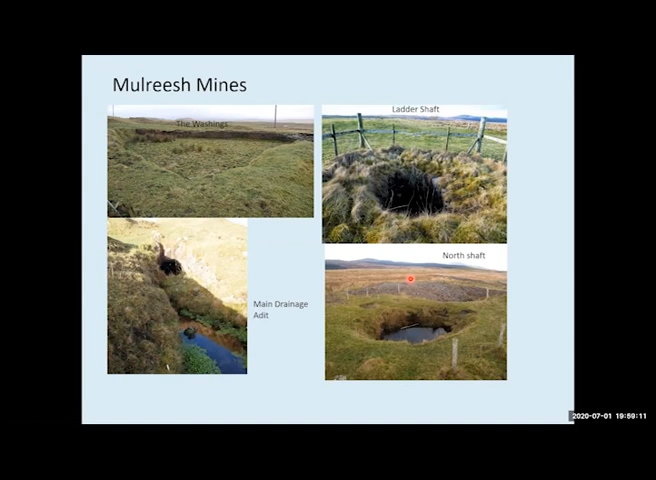 Mulreesh Mines
The Washings
Ladder Shaft
North shaft
Main Drainage
Adit
2020-07-01 19:59:11